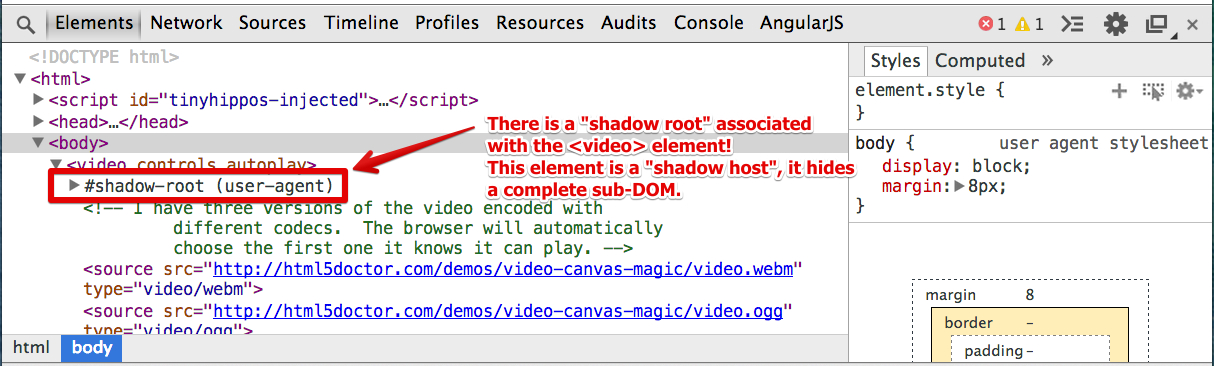 Elements Network Sources Timeline Profiles Resources Audits Console AngularJS 1 1
<!DOCTYPE html>
<html>
<script id="tinyhippos-injected">…</script>
<head>…</head>
<body>
<video controls autoplay>
#shadow-root (user-agent)
<!-- I have three versions of the video encoded with
different codecs. The browser will automatically
choose the first one it knows it can play. -->
<source src="http://html5doctor.com/demos/video-canvas-magic/video.webm"
type="video/webm">
<source src="http://html5doctor.com/demos/video-canvas-magic/video.ogg"
type="video/ogg">
html body
There is a "shadow root" associated
with the <video> element!
This element is a "shadow host", it hides
a complete sub-DOM.
Styles Computed »
element.style {
}
body { user agent stylesheet
display: block;
margin: 8px;
}
margin 8
border –
padding –